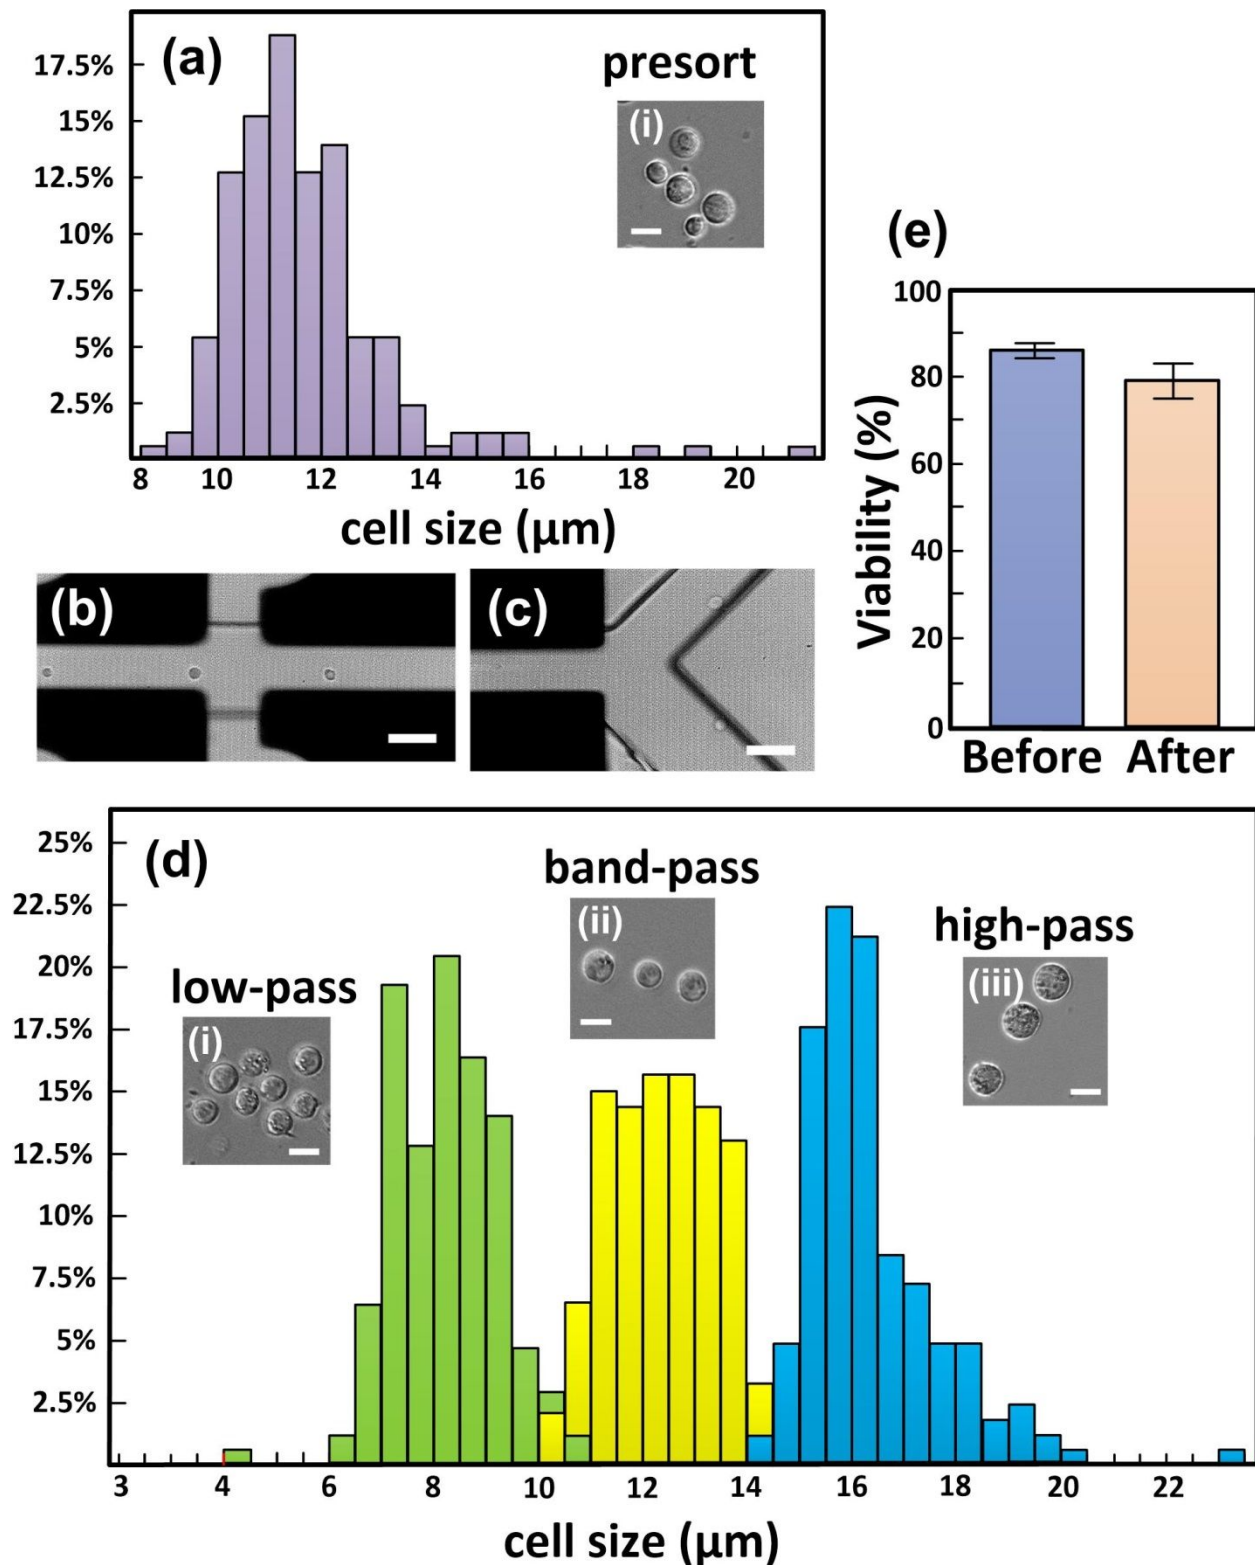 (a)
presort
(i)
17.5%
15%
12.5%
10%
7.5%
5%
2.5%
8 10 12 14 16 18 20
cell size (µm)
(b)
(c)
(e)
100
80
60
40
20
0
Viability (%)
Before After
(d)
25%
22.5%
20%
17.5%
15%
12.5%
10%
7.5%
5%
2.5%
low-pass
(i)
band-pass
(ii)
high-pass
(iii)
3 4 6 8 10 12 14 16 18 20 22
cell size (µm)